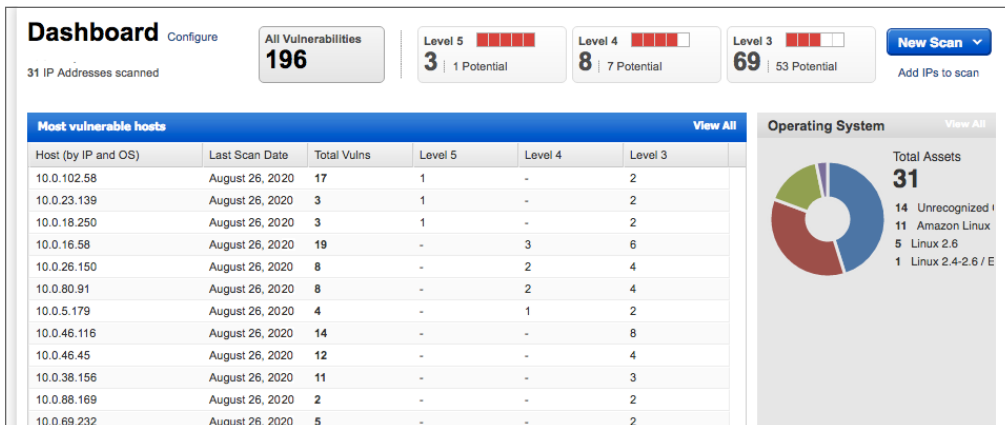 Dashboard Configure
31 IP Addresses scanned
All Vulnerabilities
196
Level 5
3 | 1 Potential
Level 4
8 | 7 Potential
Level 3
69 | 53 Potential
New Scan
Add IPs to scan
Most vulnerable hosts View All
Host (by IP and OS) Last Scan Date Total Vulns Level 5 Level 4 Level 3
10.0.102.58 August 26, 2020 17 1 - 2
10.0.23.139 August 26, 2020 3 1 - 2
10.0.18.250 August 26, 2020 3 1 - 2
10.0.16.58 August 26, 2020 19 - 3 6
10.0.26.150 August 26, 2020 8 - 2 4
10.0.80.91 August 26, 2020 8 - 2 4
10.0.5.179 August 26, 2020 4 - 1 2
10.0.46.116 August 26, 2020 14 - - 8
10.0.46.45 August 26, 2020 12 - - 4
10.0.38.156 August 26, 2020 11 - - 3
10.0.88.169 August 26, 2020 2 - - 2
10.0.69.232 August 26, 2020 5 - - 2
Operating System View All
Total Assets
31
14 Unrecognized
11 Amazon Linux
5 Linux 2.6
1 Linux 2.4-2.6 / E